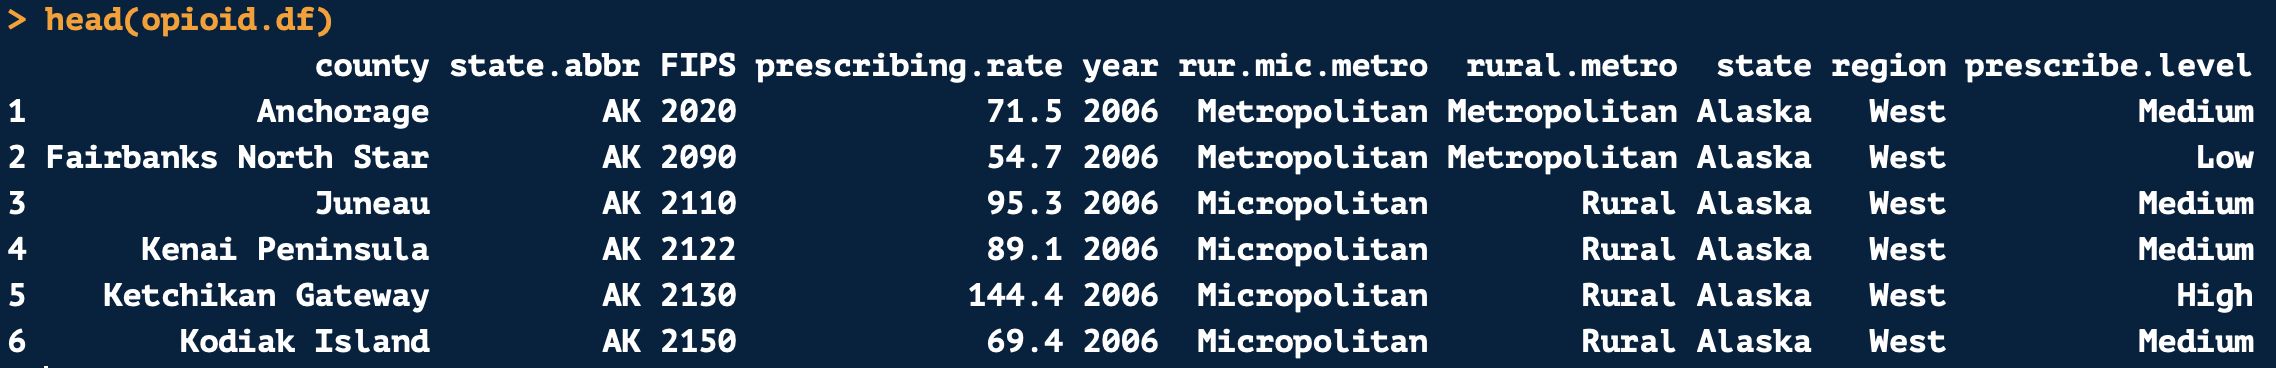 > head(opioid.df)
county state.abbr FIPS prescribing.rate year rur.mic.metro rural.metro state region prescribe.level
1 Anchorage AK 2020 71.5 2006 Metropolitan Metropolitan Alaska West Medium
2 Fairbanks North Star AK 2090 54.7 2006 Metropolitan Metropolitan Alaska West Low
3 Juneau AK 2110 95.3 2006 Micropolitan Rural Alaska West Medium
4 Kenai Peninsula AK 2122 89.1 2006 Micropolitan Rural Alaska West Medium
5 Ketchikan Gateway AK 2130 144.4 2006 Micropolitan Rural Alaska West High
6 Kodiak Island AK 2150 69.4 2006 Micropolitan Rural Alaska West Medium